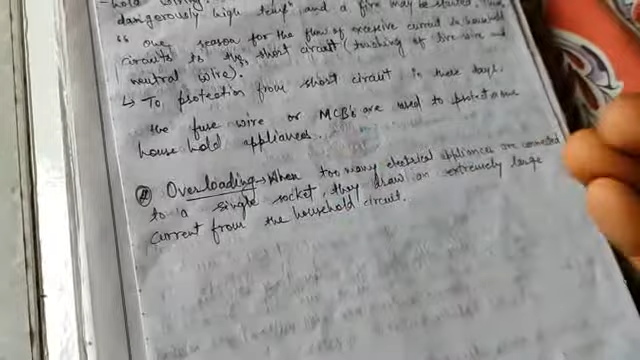 -hold wiring.
dangerously high temp and a fire may be started. This
is one reason for the flow of excessive current in household
circuits is the short circuit (touching of live wire and
neutral wire).
↳ To protection from short circuit in these days.
the fuse wire or MCB's are used to protect our
house hold appliances.
Overloading → When too many electrical appliances are connected
to a single socket, they draw an extremely large
current from the household circuit.